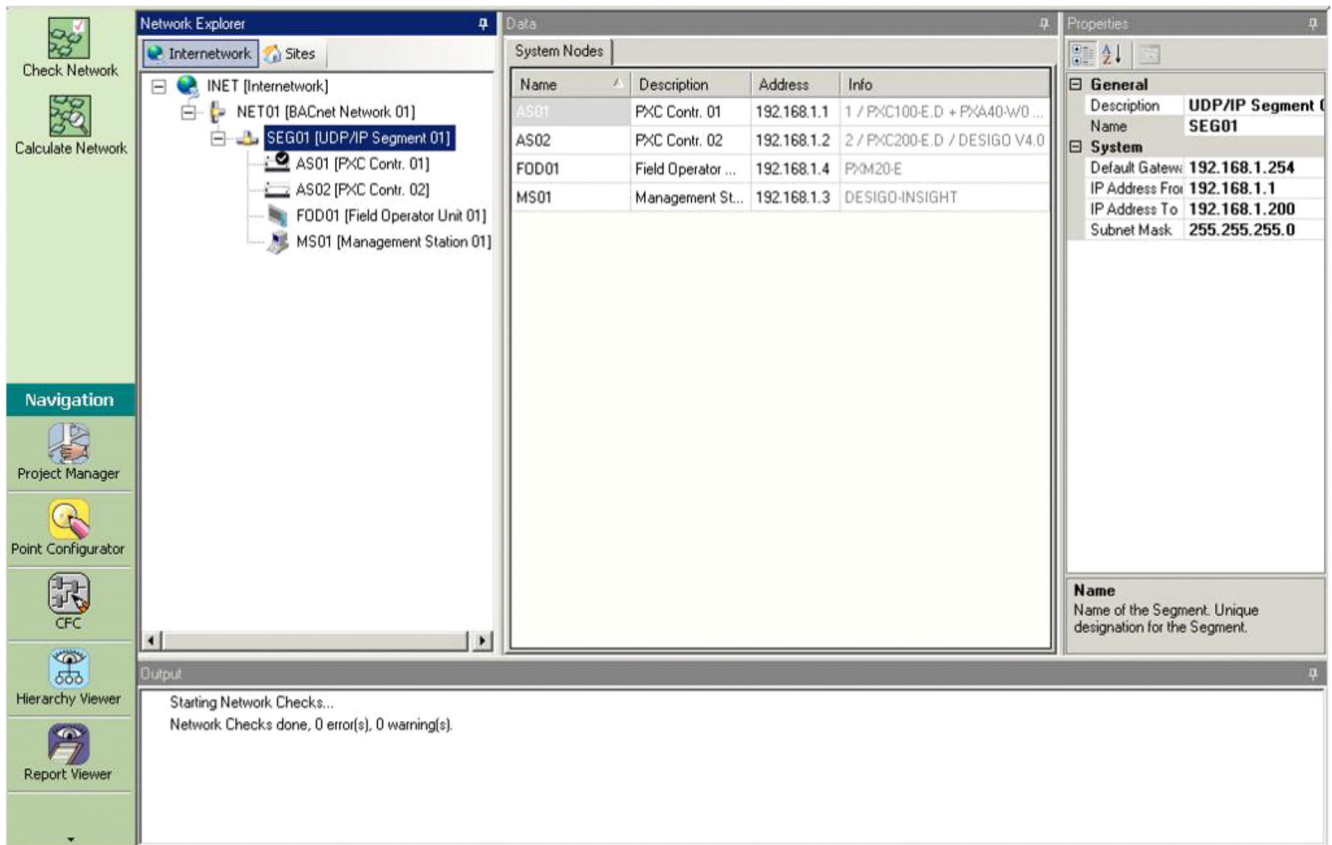 Check Network
Calculate Network
Navigation
Project Manager
Point Configurator
CFC
Hierarchy Viewer
Report Viewer
Network Explorer
Internetwork Sites
INET [Internetwork]
NET01 [BACnet Network 01]
SEG01 [UDP/IP Segment 01]
AS01 [PXC Contr. 01]
AS02 [PXC Contr. 02]
FOD01 [Field Operator Unit 01]
MS01 [Management Station 01]
Data
System Nodes
Name Description Address Info
AS01 PXC Contr. 01 192.168.1.1 1 / PXC100-E.D + PXA40-W0 ...
AS02 PXC Contr. 02 192.168.1.2 2 / PXC200-E.D / DESIGO V4.0
FOD01 Field Operator ... 192.168.1.4 PXM20-E
MS01 Management St... 192.168.1.3 DESIGO-INSIGHT
Properties
General
Description UDP/IP Segment (
Name SEG01
System
Default Gatewa 192.168.1.254
IP Address Fror 192.168.1.1
IP Address To 192.168.1.200
Subnet Mask 255.255.255.0
Name
Name of the Segment. Unique
designation for the Segment.
Output
Starting Network Checks...
Network Checks done, 0 error(s), 0 warning(s).